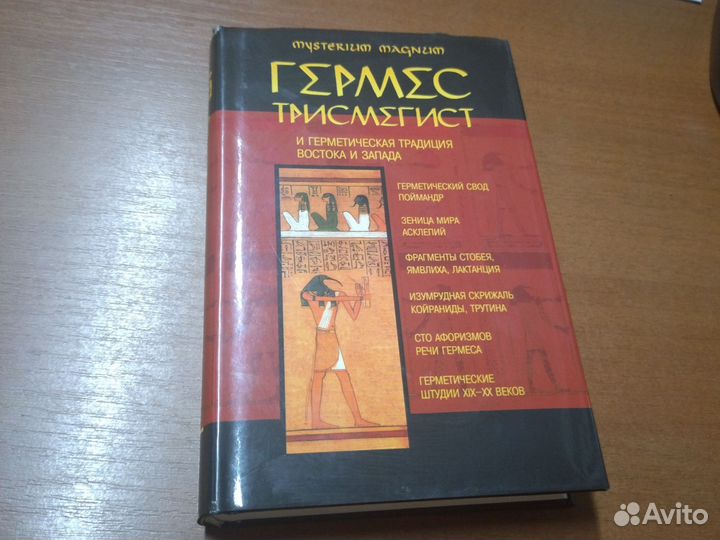 MYSTERIUM MAGNUM
ГЕРМЕС
ТРИСМЕГИСТ
И ГЕРМЕТИЧЕСКАЯ ТРАДИЦИЯ
ВОСТОКА И ЗАПАДА
ГЕРМЕТИЧЕСКИЙ СВОД
ПОЙМАНДР
ЗЕНИЦА МИРА
АСКЛЕПИЙ
ФРАГМЕНТЫ СТОБЕЯ,
ЯМВЛИХА, ЛАКТАНЦИЯ
ИЗУМРУДНАЯ СКРИЖАЛЬ
КОЙРАНИДЫ, ТРУТИНА
СТО АФОРИЗМОВ
РЕЧИ ГЕРМЕСА
ГЕРМЕТИЧЕСКИЕ
ШТУДИИ XIX–XX ВЕКОВ
Avito